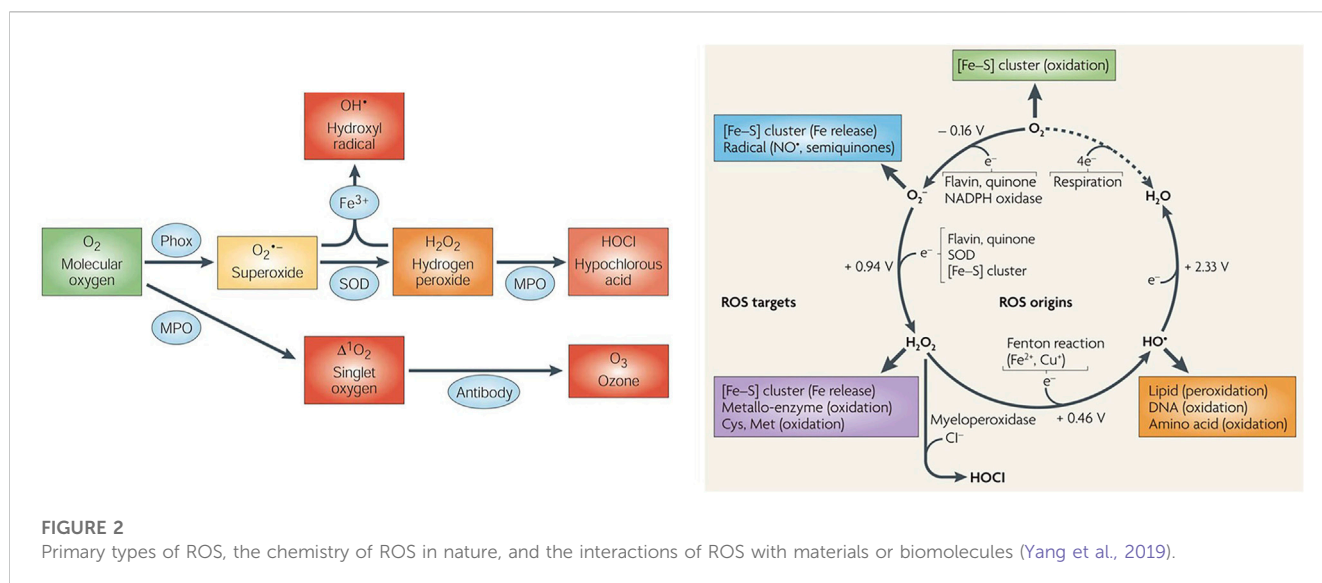 OH•
Hydroxyl
radical
Fe³⁺
O₂
Molecular
oxygen
Phox
O₂•−
Superoxide
SOD
H₂O₂
Hydrogen
peroxide
MPO
HOCl
Hypochlorous
acid
MPO
Δ¹O₂
Singlet
oxygen
Antibody
O₃
Ozone
[Fe–S] cluster (oxidation)
[Fe–S] cluster (Fe release)
Radical (NO•, semiquinones)
− 0.16 V
O₂
e⁻
4e⁻
Flavin, quinone
NADPH oxidase
Respiration
O₂⁻
H₂O
+ 0.94 V
e⁻
Flavin, quinone
SOD
[Fe–S] cluster
e⁻
+ 2.33 V
ROS targets
ROS origins
H₂O₂
Fenton reaction
(Fe²⁺, Cu⁺)
e⁻
HO•
[Fe–S] cluster (Fe release)
Metallo-enzyme (oxidation)
Cys, Met (oxidation)
Myeloperoxidase
Cl⁻
+ 0.46 V
Lipid (peroxidation)
DNA (oxidation)
Amino acid (oxidation)
HOCl
FIGURE 2
Primary types of ROS, the chemistry of ROS in nature, and the interactions of ROS with materials or biomolecules (Yang et al., 2019).